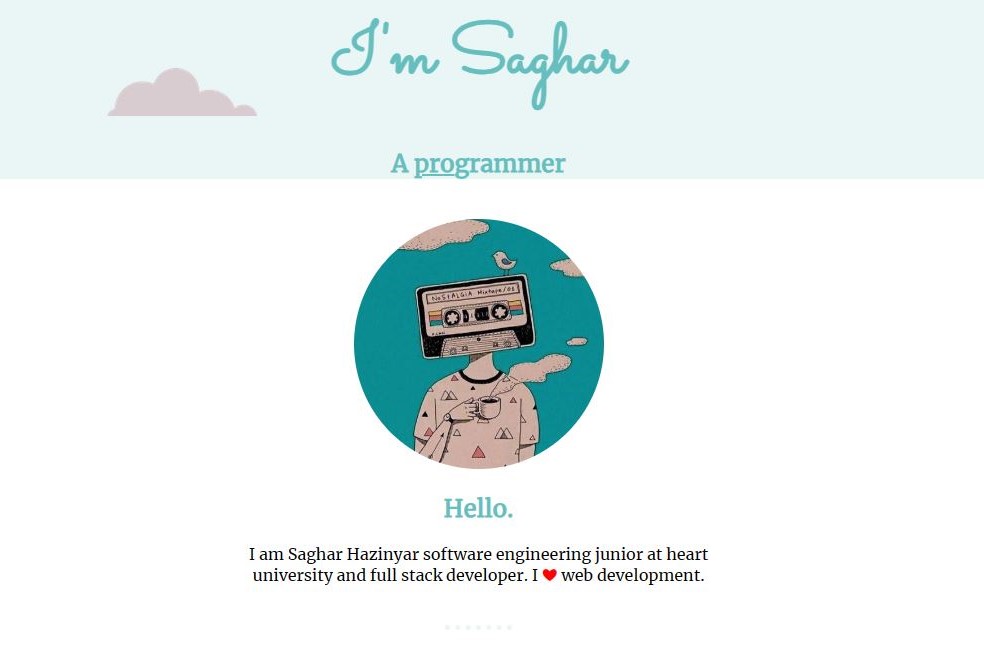 I'm Saghar
A programmer
NoStALGiA Mixtape/01
Hello.
I am Saghar Hazinyar software engineering junior at heart
university and full stack developer. I ❤ web development.